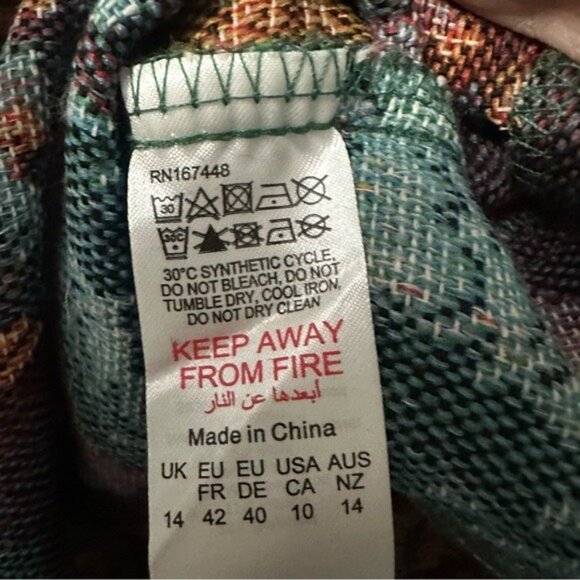 RN167448
30
30°C
30°C SYNTHETIC CYCLE,
DO NOT BLEACH, DO NOT
TUMBLE DRY, COOL IRON,
DO NOT DRY CLEAN
KEEP AWAY
FROM FIRE
أبعدها عن النار
Made in China
UK EU EU USA AUS
FR DE CA NZ
14 42 40 10 14